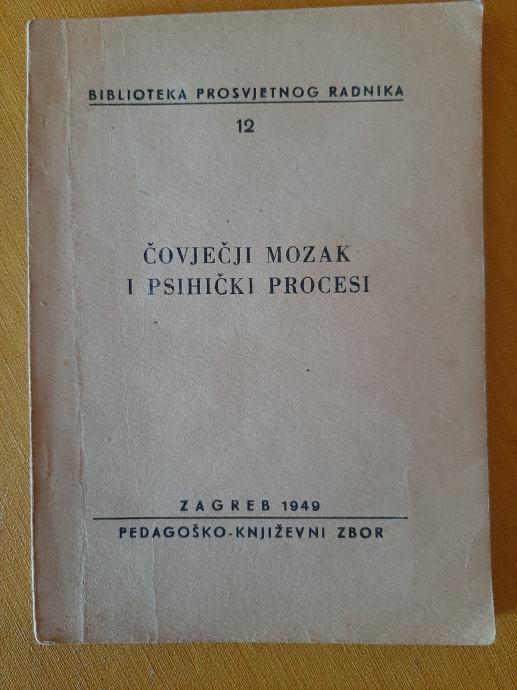 BIBLIOTEKA PROSVJETNOG RADNIKA
12
ČOVJEČJI MOZAK
I PSIHIČKI PROCESI
ZAGREB 1949
PEDAGOŠKO-KNJIŽEVNI ZBOR